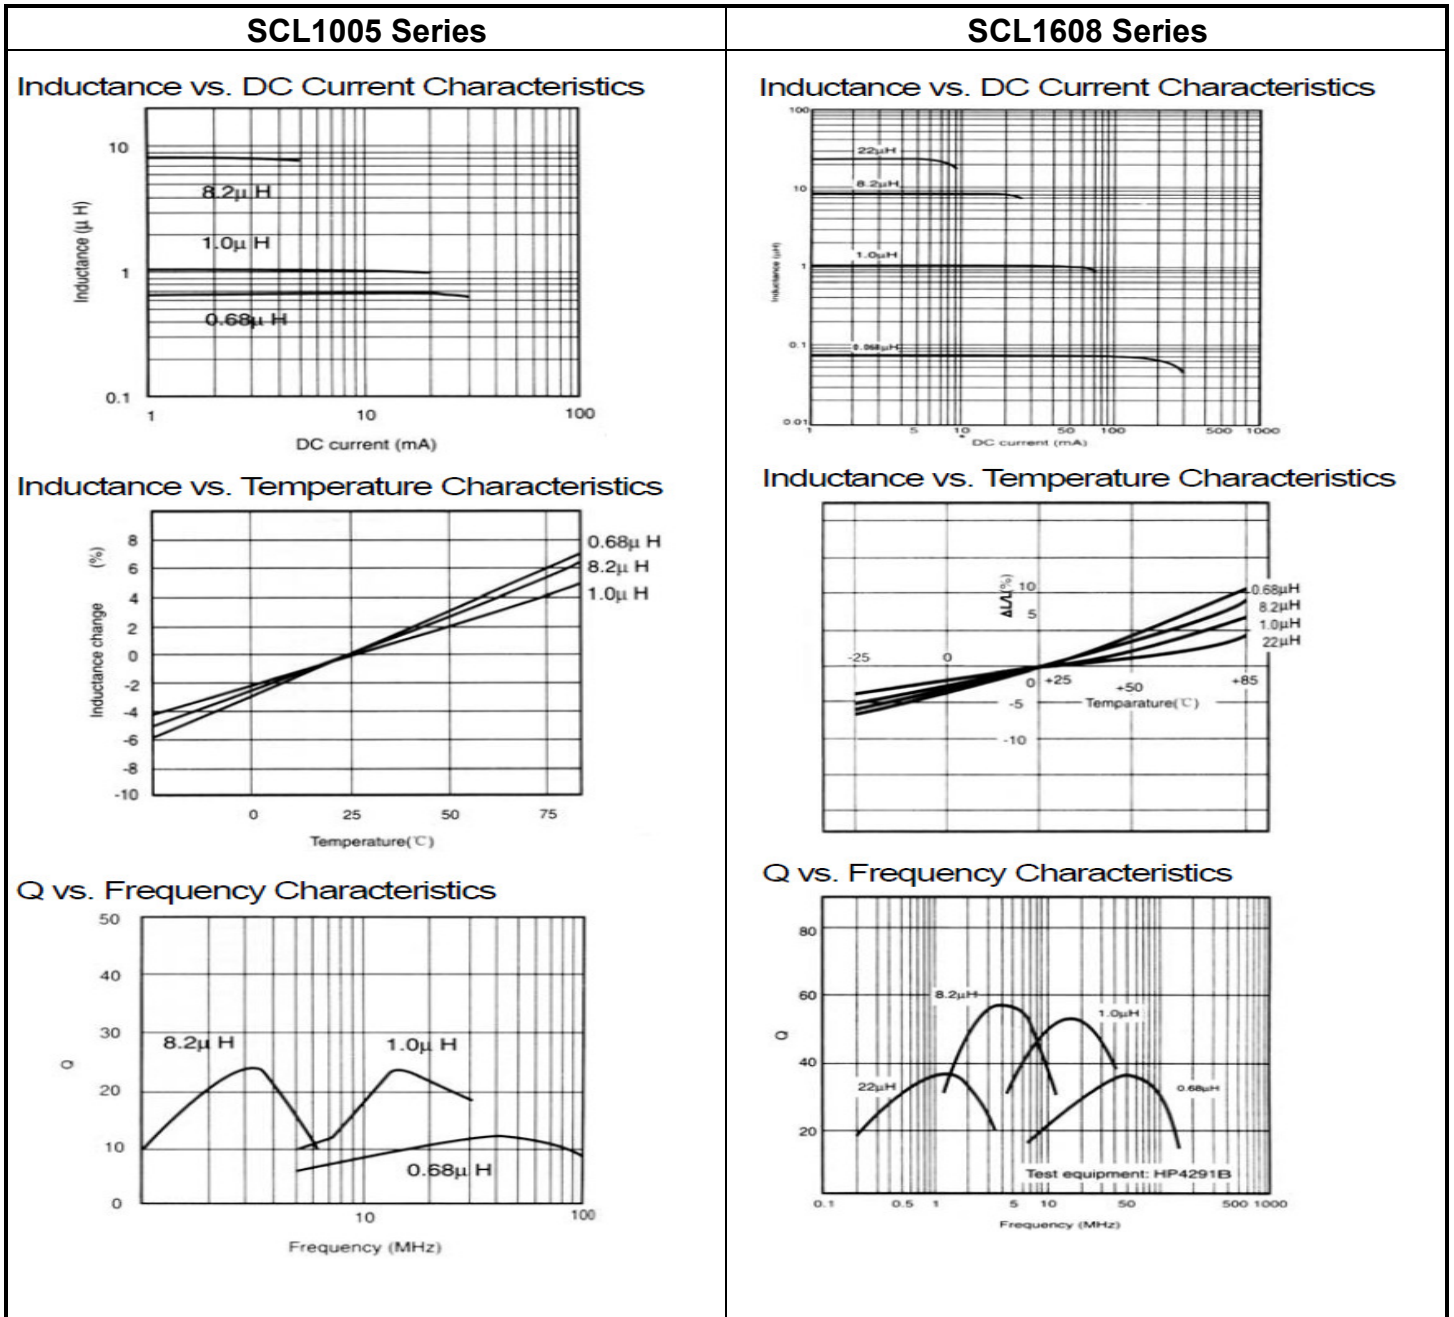 SCL1005 Series
Inductance vs. DC Current Characteristics
10
8.2μ H
1.0μ H
Inductance (μ H)
1
0.68μ H
0.1
1 10 100
DC current (mA)
Inductance vs. Temperature Characteristics
8
0.68μ H
(%)
6
8.2μ H
4
1.0μ H
2
0
Inductance change
-2
-4
-6
-8
-10
0 25 50 75
Temperature(℃)
Q vs. Frequency Characteristics
50
40
30
8.2μ H
1.0μ H
Q
20
10
0.68μ H
0
10 100
Frequency (MHz)
SCL1608 Series
Inductance vs. DC Current Characteristics
100
22μH
8.2μH
10
1.0μH
Inductance (μH)
1
0.1
0.068μH
0.01
1 5 10 50 100 500 1000
DC current (mA)
Inductance vs. Temperature Characteristics
ΔL/L(%)
10
0.68μH
5
8.2μH
1.0μH
22μH
-25 0
0 +25 +50 +85
-5
Temparature(℃)
-10
Q vs. Frequency Characteristics
80
60
8.2μH
1.0μH
Q
40
22μH
0.68μH
20
Test equipment: HP4291B
0.1 0.5 1 5 10 50 500 1000
Frequency (MHz)